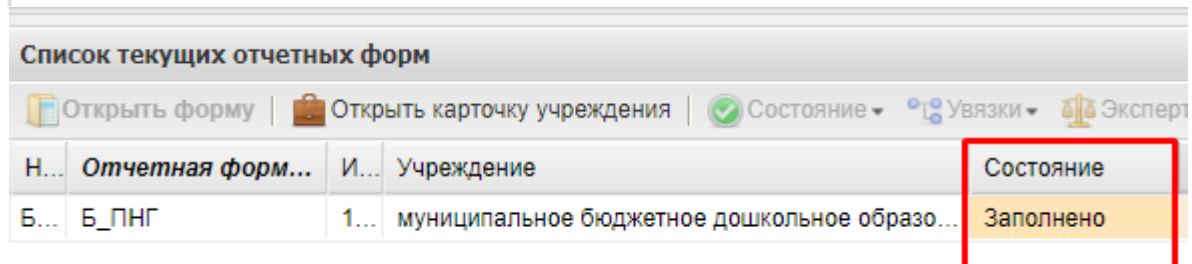 Список текущих отчетных форм
Открыть форму Открыть карточку учреждения Состояние Увязки Эксперт
Н... Отчетная форм... И... Учреждение Состояние
Б... Б_ПНГ 1... муниципальное бюджетное дошкольное образо... Заполнено